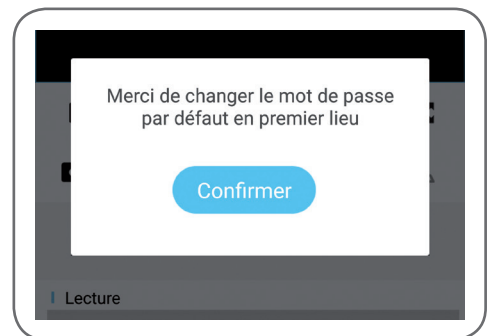 Merci de changer le mot de passe
par défaut en premier lieu
Confirmer
Lecture